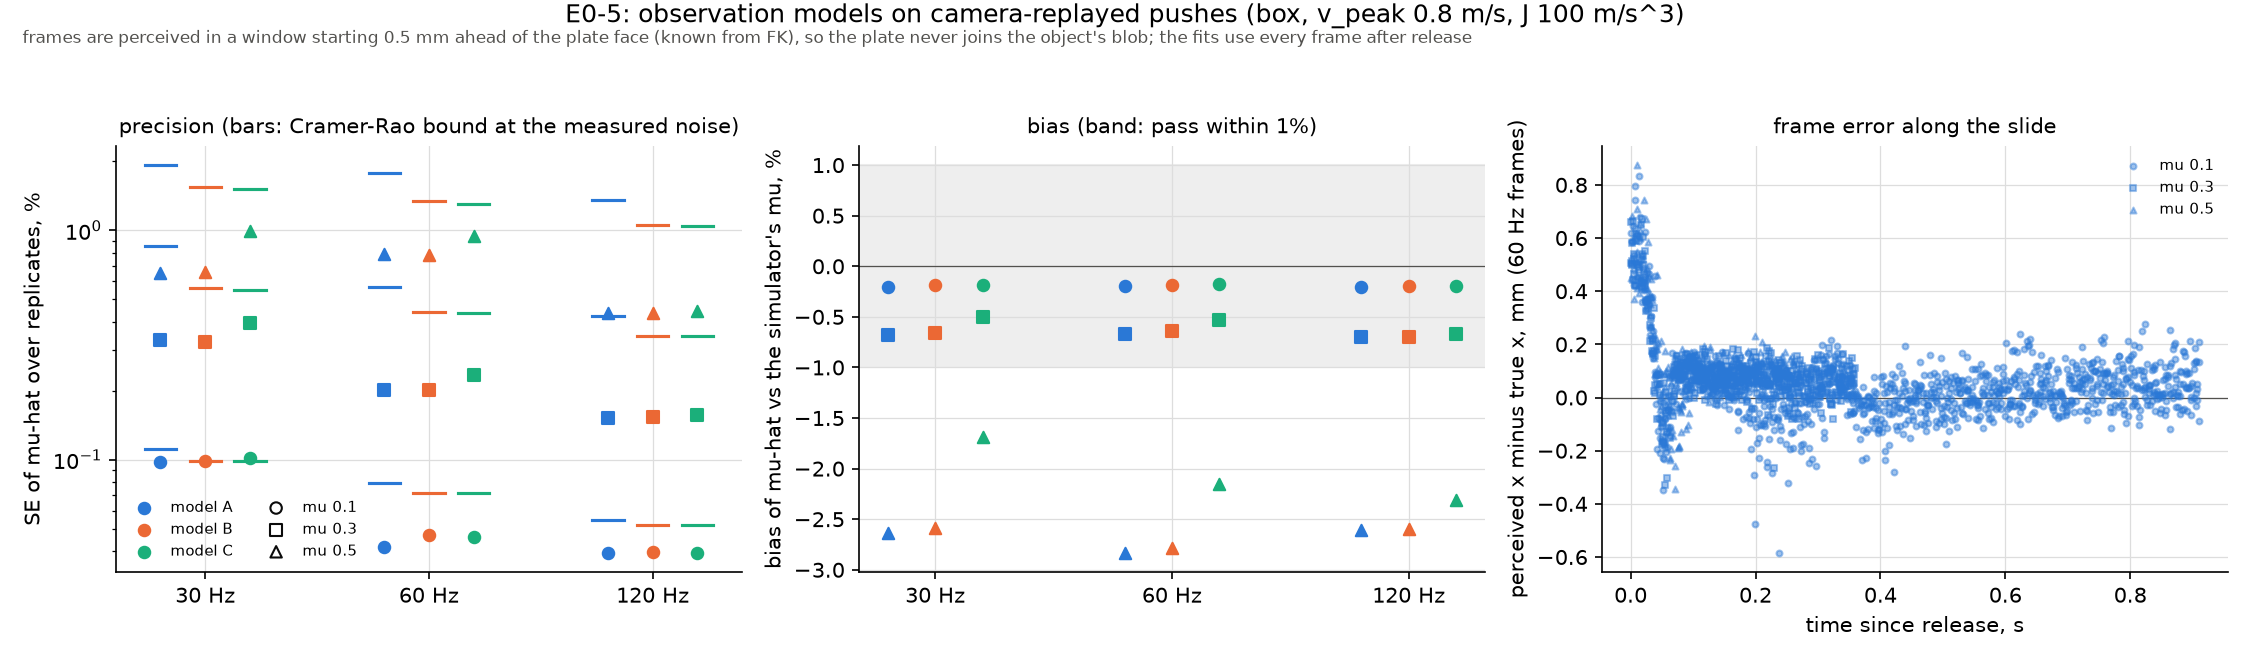 E0-5: observation models on camera-replayed pushes (box, v_peak 0.8 m/s, J 100 m/s^3)
frames are perceived in a window starting 0.5 mm ahead of the plate face (known from FK), so the plate never joins the object's blob; the fits use every frame after release
precision (bars: Cramer-Rao bound at the measured noise)
SE of mu-hat over replicates, %
10⁰
10⁻¹
model A
model B
model C
mu 0.1
mu 0.3
mu 0.5
30 Hz
60 Hz
120 Hz
bias (band: pass within 1%)
bias of mu-hat vs the simulator's mu, %
1.0
0.5
0.0
−0.5
−1.0
−1.5
−2.0
−2.5
−3.0
30 Hz
60 Hz
120 Hz
frame error along the slide
perceived x minus true x, mm (60 Hz frames)
0.8
0.6
0.4
0.2
0.0
−0.2
−0.4
−0.6
mu 0.1
mu 0.3
mu 0.5
0.0
0.2
0.4
0.6
0.8
time since release, s